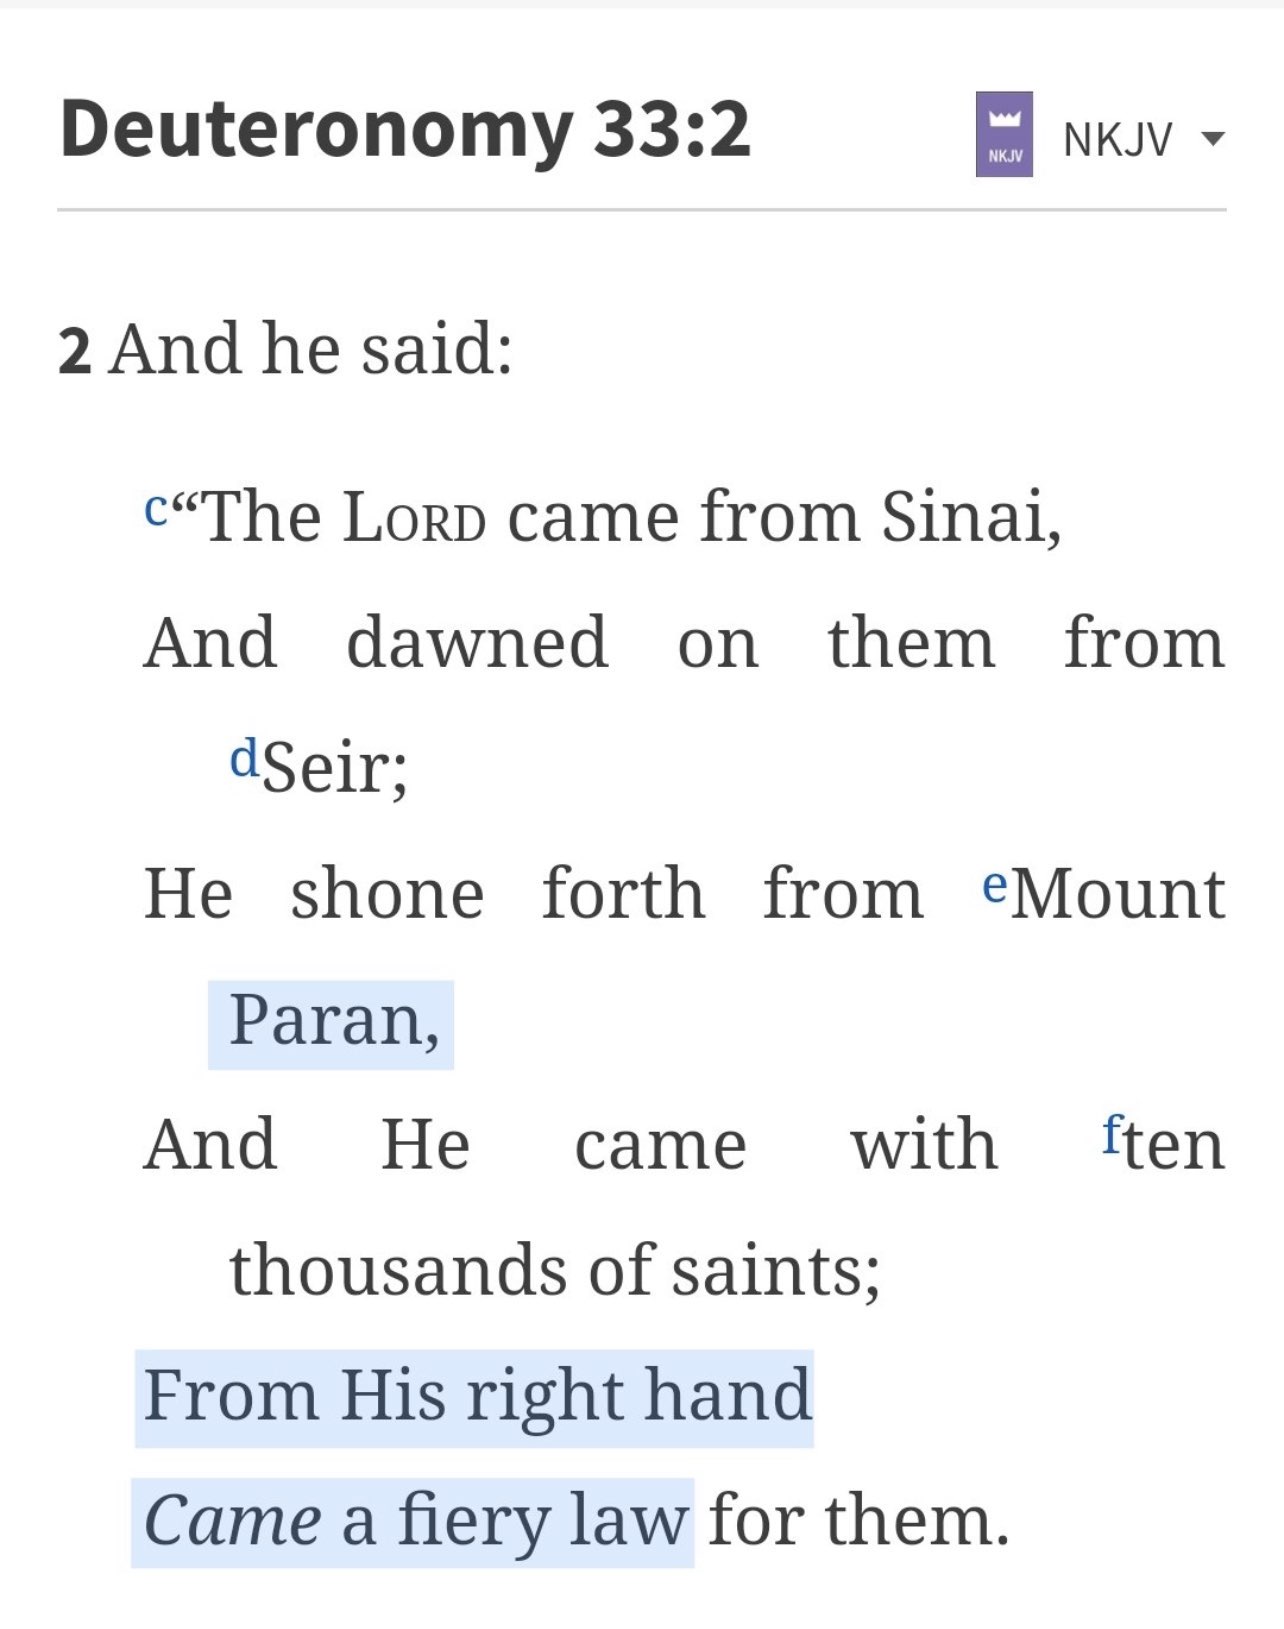 Deuteronomy 33:2
NKJV
NKJV
2 And he said:
c“The LORD came from Sinai,
And dawned on them from
dSeir;
He shone forth from eMount
Paran,
And He came with ften
thousands of saints;
From His right hand
Came a fiery law for them.